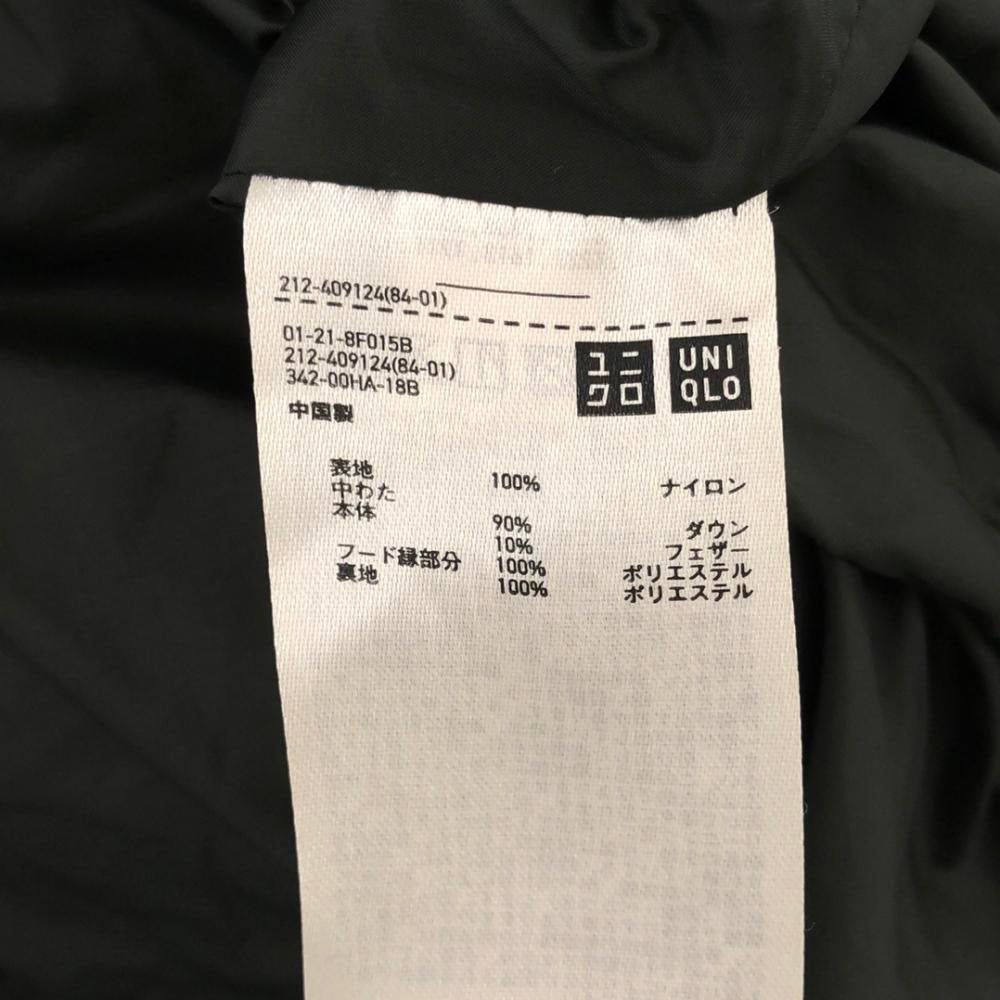 212-409124(84-01)
01-21-8F015B
212-409124(84-01)
342-00HA-18B
中国製
ユニ
クロ
UNI
QLO
表地 100% ナイロン
中わた
本体 90% ダウン
10% フェザー
フード縁部分 100% ポリエステル
裏地 100% ポリエステル